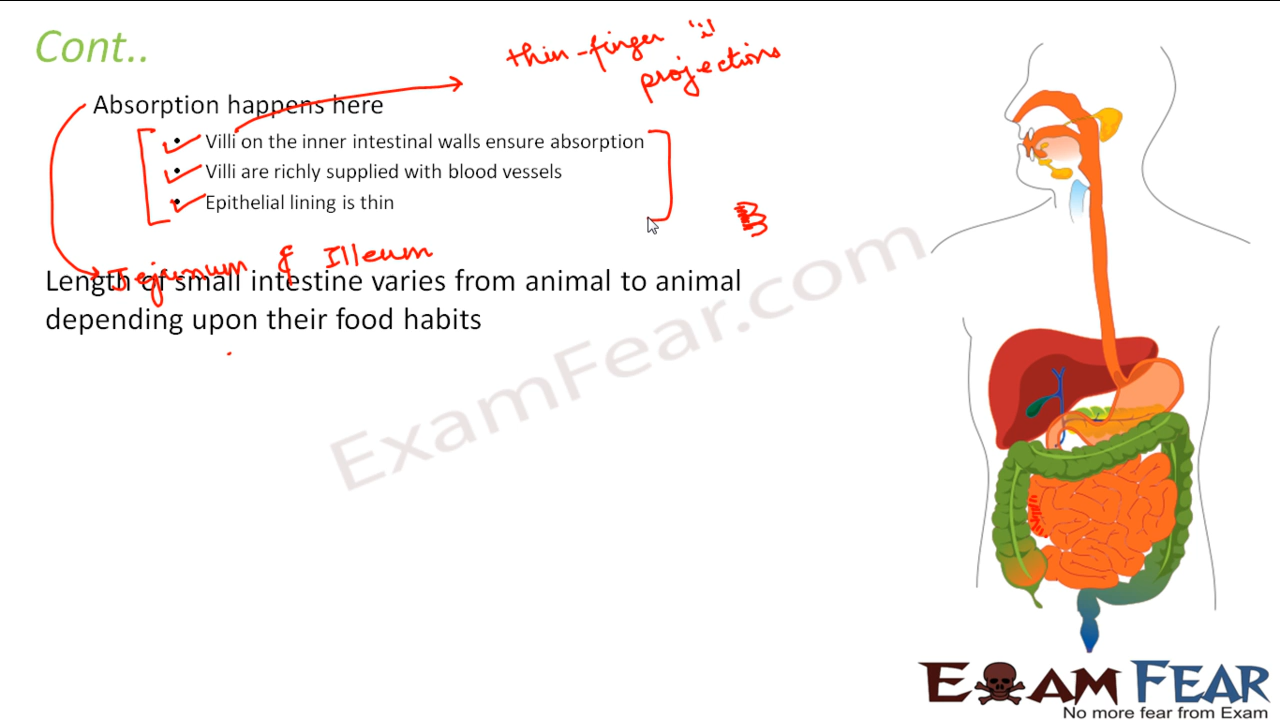 Cont..
thin-finger
projections
Absorption happens here
Villi on the inner intestinal walls ensure absorption
Villi are richly supplied with blood vessels
Epithelial lining is thin
B
Jejunum & Illeum
Length of small intestine varies from animal to animal
depending upon their food habits
ExamFear.com
EXAM FEAR
No more fear from Exam